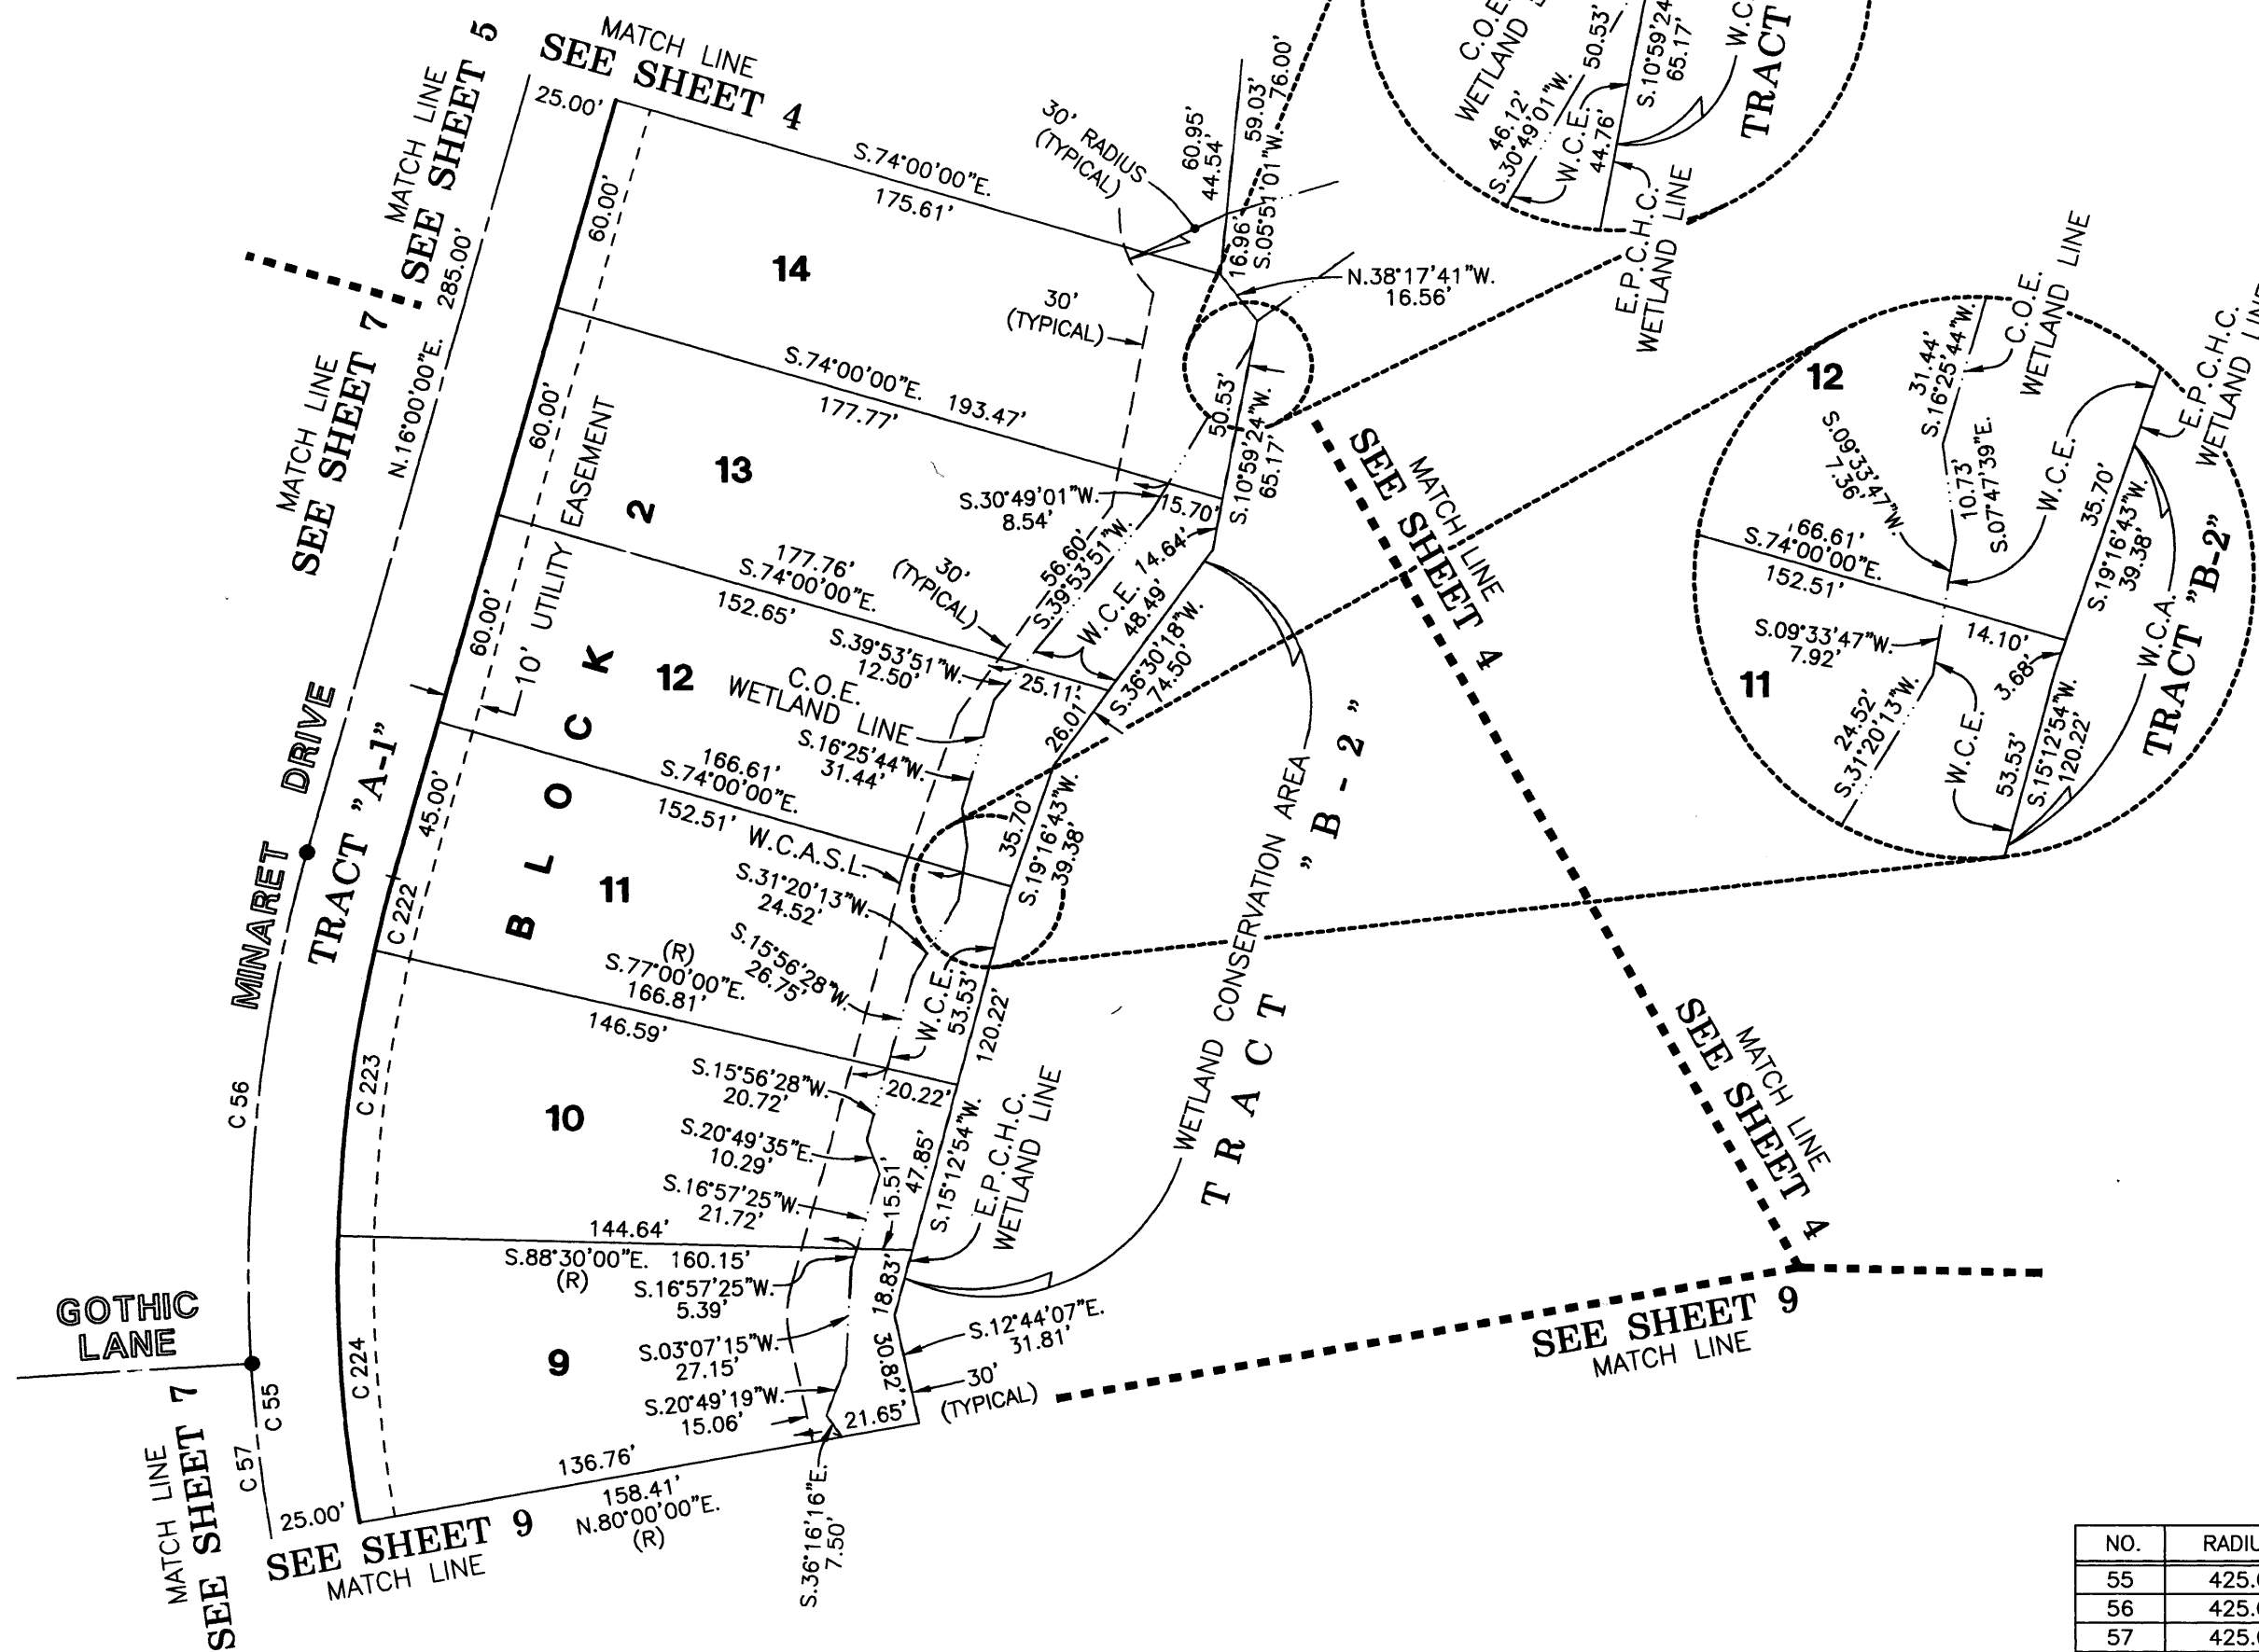 MATCH LINE
SEE SHEET 5
MATCH LINE
SEE SHEET 4
25.00'
285.00'
N.16°00'00"E.
MATCH LINE
SEE SHEET 7
60.00'
S.74°00'00"E.
175.61'
14
30' RADIUS
(TYPICAL)
60.95'
44.54'
59.03'
76.00'
S.05°51'01"W.
16.96'
N.38°17'41"W.
16.56'
30'
(TYPICAL)
60.00'
S.74°00'00"E. 193.47'
177.77'
13
50.53'
S.10°59'24"W.
65.17'
S.30°49'01"W.
8.54'
15.70'
56.60'
S.39°53'51"W.
14.64'
W.C.E.
48.49'
S.36°30'18"W.
74.50'
10' UTILITY EASEMENT
60.00'
177.76'
S.74°00'00"E.
152.65'
30'
(TYPICAL)
2
BLOCK
12
S.39°53'51"W.
12.50'
25.11'
26.01'
C.O.E.
WETLAND LINE
S.16°25'44"W.
31.44'
45.00'
166.61'
S.74°00'00"E.
152.51'
W.C.A.S.L.
35.70'
S.19°16'43"W.
39.38'
MINARET DRIVE
TRACT "A-1"
C 222
11
S.31°20'13"W.
24.52'
S.15°56'28"W.
26.75'
W.C.E.
53.53'
120.22'
(R)
S.77°00'00"E.
166.81'
146.59'
C 56
C 223
10
S.15°56'28"W.
20.72'
20.22'
S.20°49'35"E.
10.29'
S.16°57'25"W.
21.72'
15.51'
47.85'
S.15°12'54"W.
E.P.C.H.C.
WETLAND LINE
144.64'
S.88°30'00"E. 160.15'
(R)
S.16°57'25"W.
5.39'
18.83'
S.12°44'07"E.
31.81'
30.82'
30'
(TYPICAL)
GOTHIC
LANE
C 224
9
S.03°07'15"W.
27.15'
S.20°49'19"W.
15.06'
21.65'
136.76'
158.41'
N.80°00'00"E.
(R)
S.36°16'16"E.
7.50'
C 55
C 57
25.00'
MATCH LINE
SEE SHEET 7
SEE SHEET 9
MATCH LINE
WETLAND CONSERVATION AREA
TRACT "B-2"
MATCH LINE
SEE SHEET 4
MATCH LINE
SEE SHEET 4
SEE SHEET 9
MATCH LINE
C.O.E.
WETLAND
50.53'
46.12'
S.30°49'01"W.
W.C.E.
44.76'
S.10°59'24
65.17'
W.C.
TRACT
E.P.C.H.C.
WETLAND LINE
12
31.44'
S.16°25'44"W.
C.O.E.
WETLAND LINE
S.09°33'47"W.
7.36'
10.73'
S.07°47'39"E.
W.C.E.
E.P.C.H.C.
WETLAND LINE
166.61'
S.74°00'00"E.
152.51'
35.70'
S.19°16'43"W.
39.38'
W.C.A.
TRACT "B-2"
S.09°33'47"W.
7.92'
14.10'
3.68'
11
24.52'
S.31°20'13"W.
W.C.E.
53.53'
S.15°12'54"W.
120.22'
NO. RADIU
55 425.
56 425.
57 425.